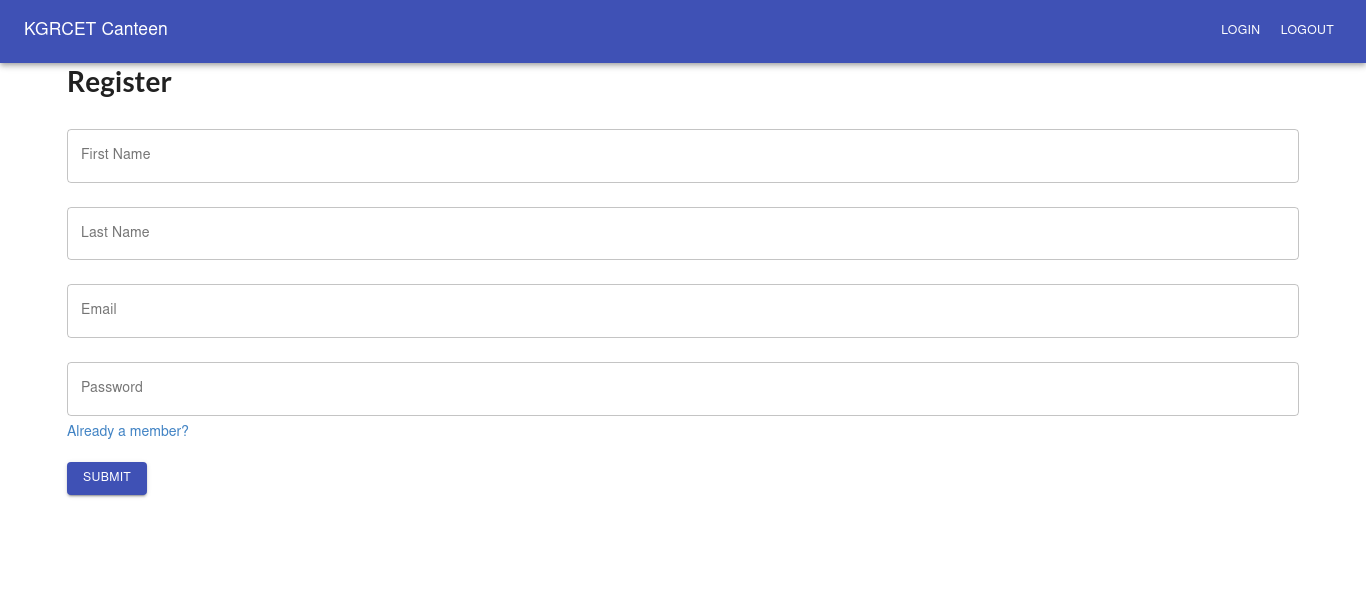 KGRCET Canteen
LOGIN LOGOUT
Register
First Name
Last Name
Email
Password
Already a member?
SUBMIT